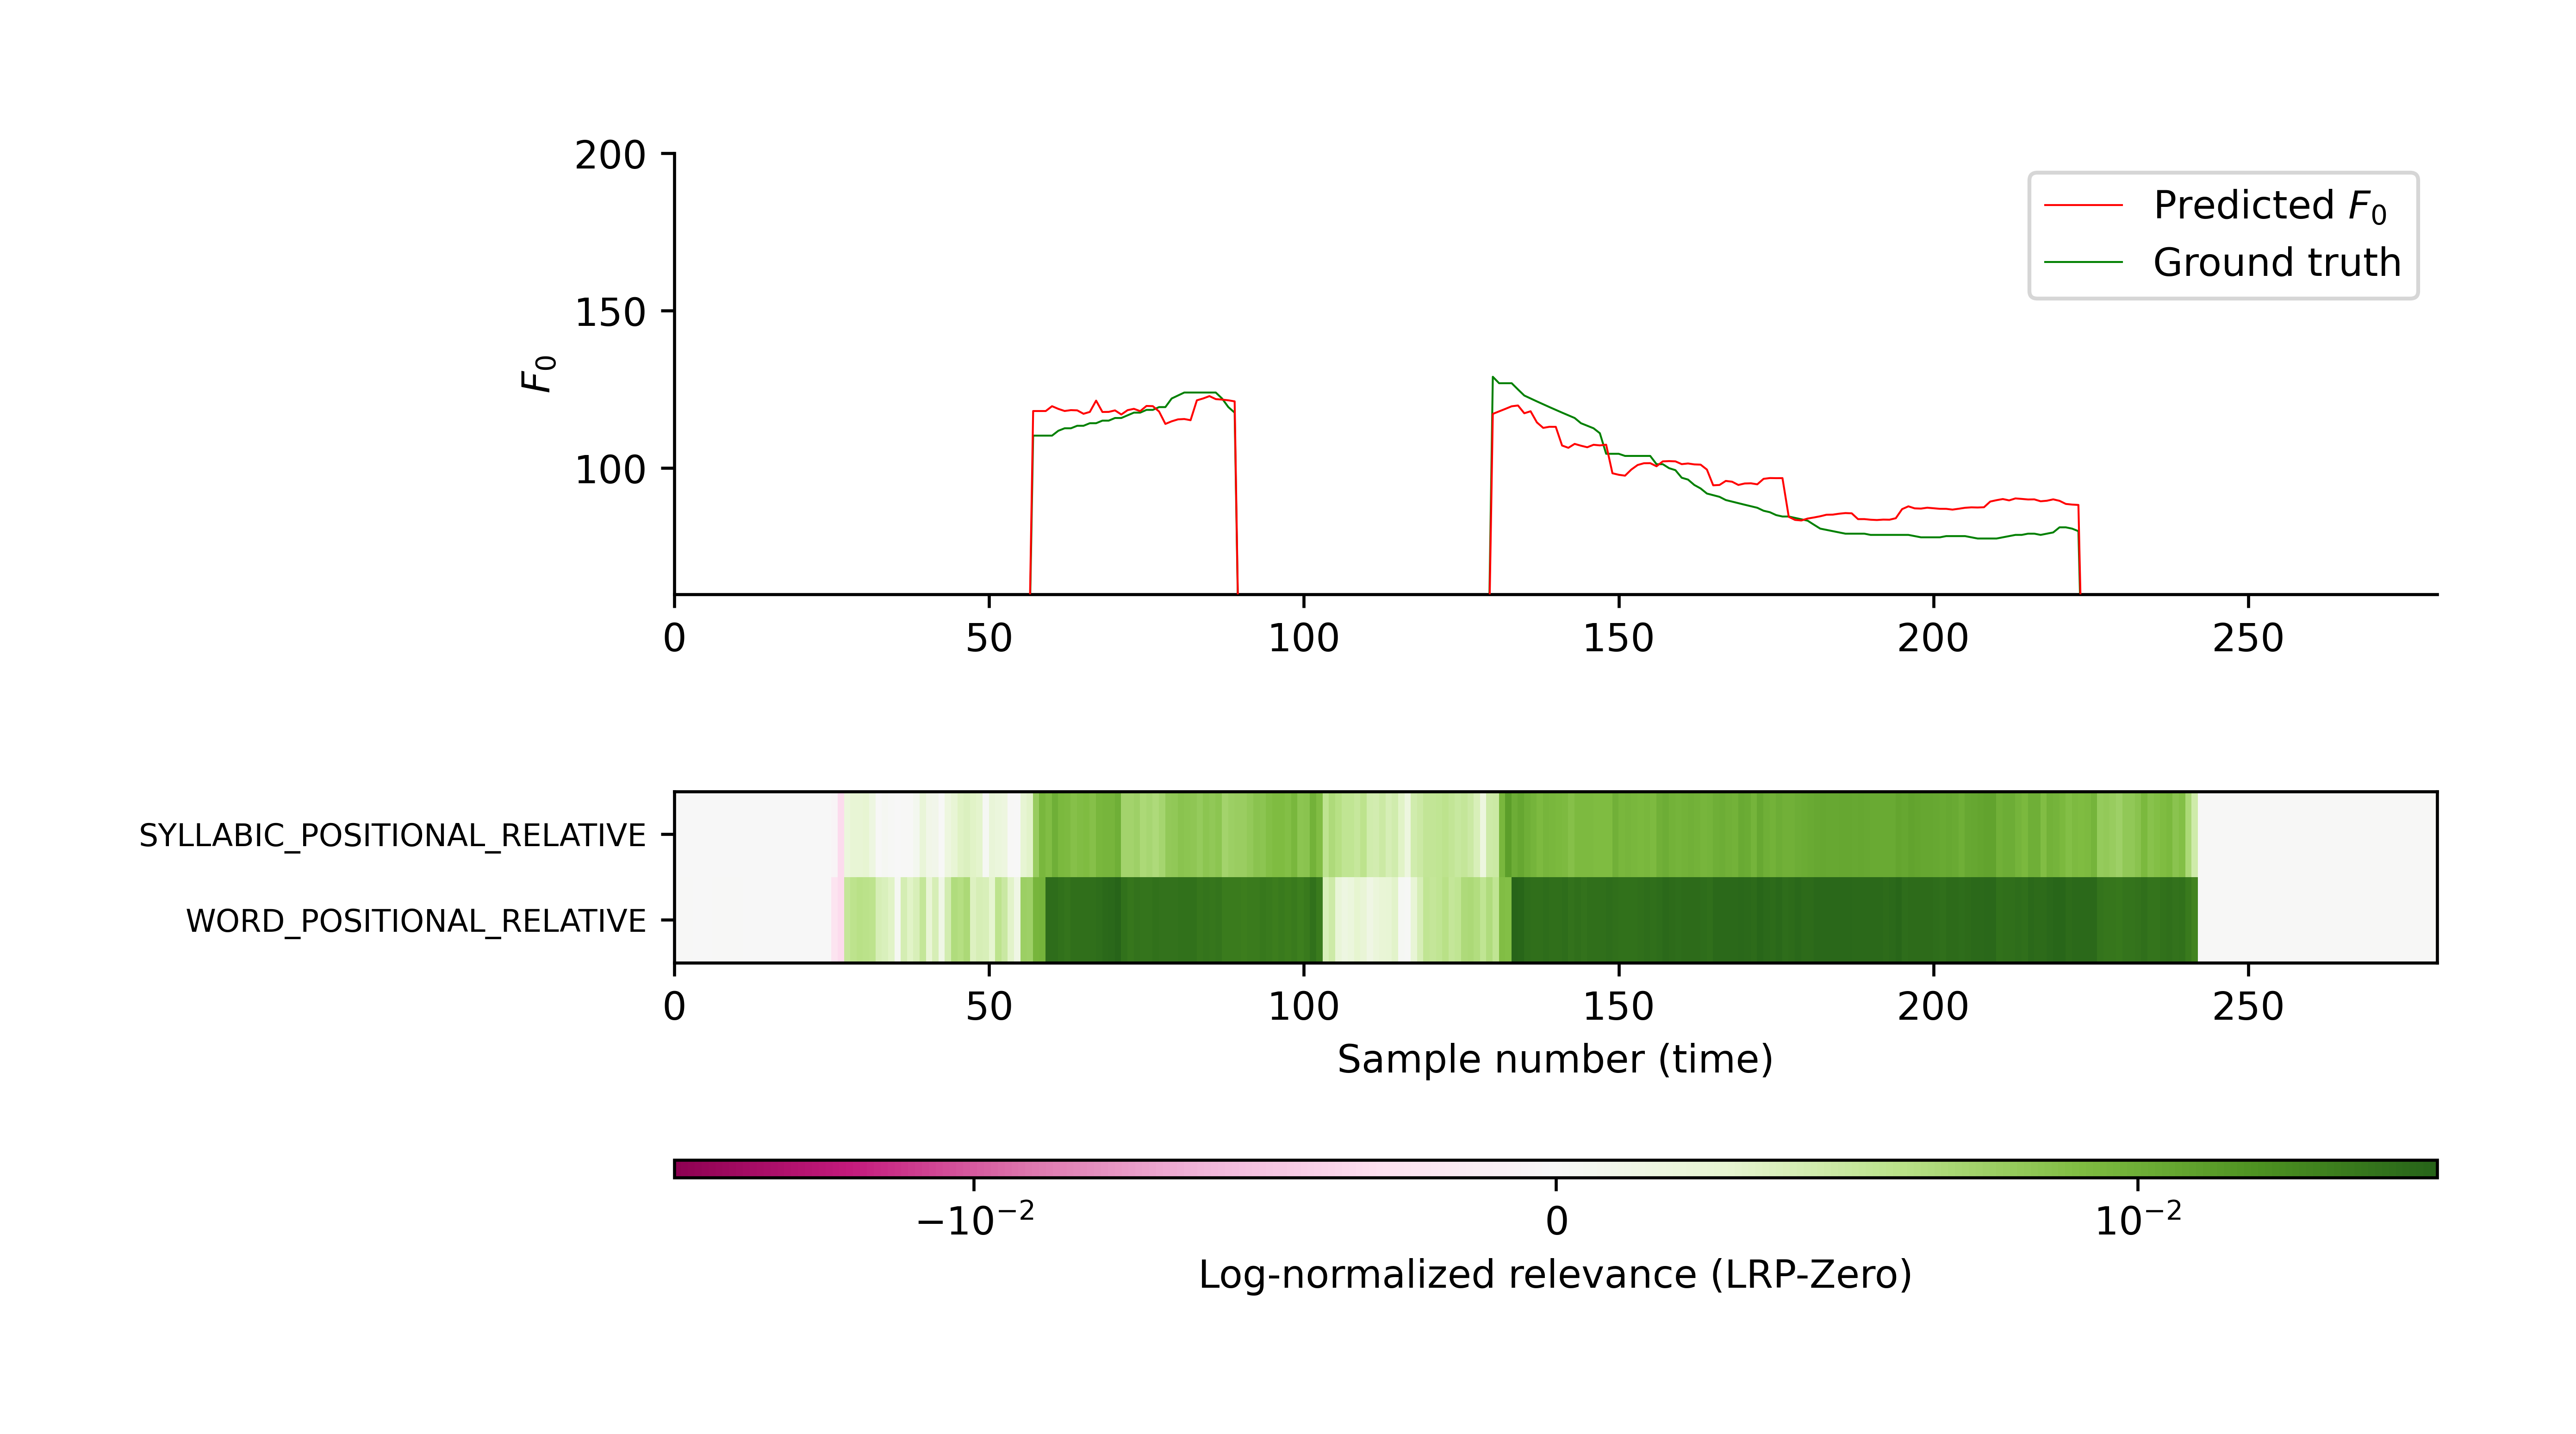 200
150
100
F₀
Predicted F₀
Ground truth
0 50 100 150 200 250
SYLLABIC_POSITIONAL_RELATIVE
WORD_POSITIONAL_RELATIVE
0 50 100 150 200 250
Sample number (time)
−10⁻² 0 10⁻²
Log-normalized relevance (LRP-Zero)